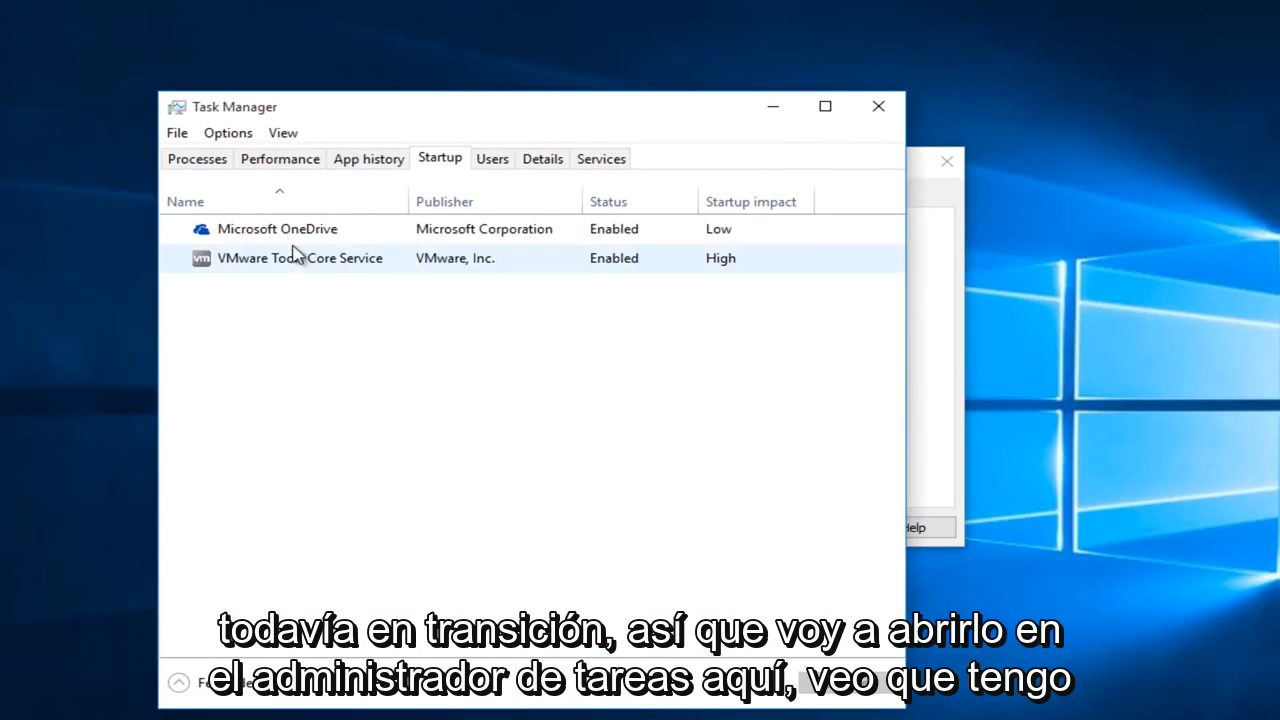 Task Manager
File Options View
Processes Performance App history Startup Users Details Services
Name Publisher Status Startup impact
Microsoft OneDrive Microsoft Corporation Enabled Low
VMware Core Service VMware, Inc. Enabled High
Help
todavía en transición, así que voy a abrirlo en
el administrador de tareas aquí, veo que tengo